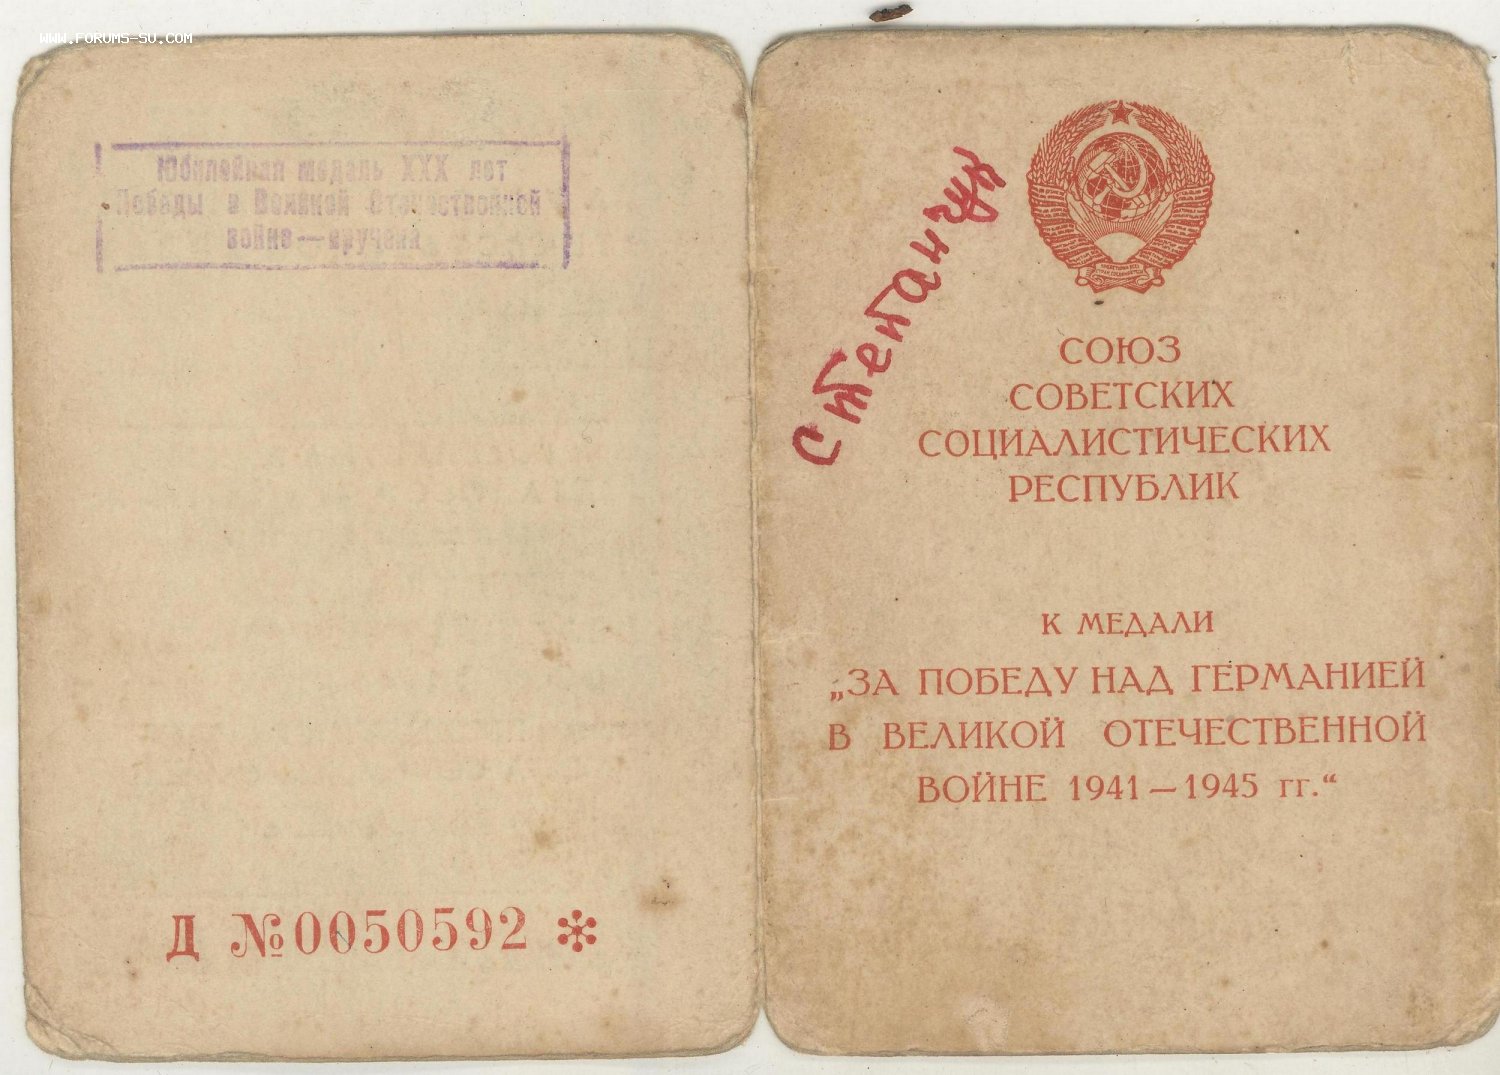 WWW.FORUMS-SU.COM
Юбилейная медаль XXX лет
Победы в Великой Отечественной
войне — вручена
Д №0050592
Степанчук
СОЮЗ
СОВЕТСКИХ
СОЦИАЛИСТИЧЕСКИХ
РЕСПУБЛИК
К МЕДАЛИ
„ЗА ПОБЕДУ НАД ГЕРМАНИЕЙ
В ВЕЛИКОЙ ОТЕЧЕСТВЕННОЙ
ВОЙНЕ 1941—1945 гг.“